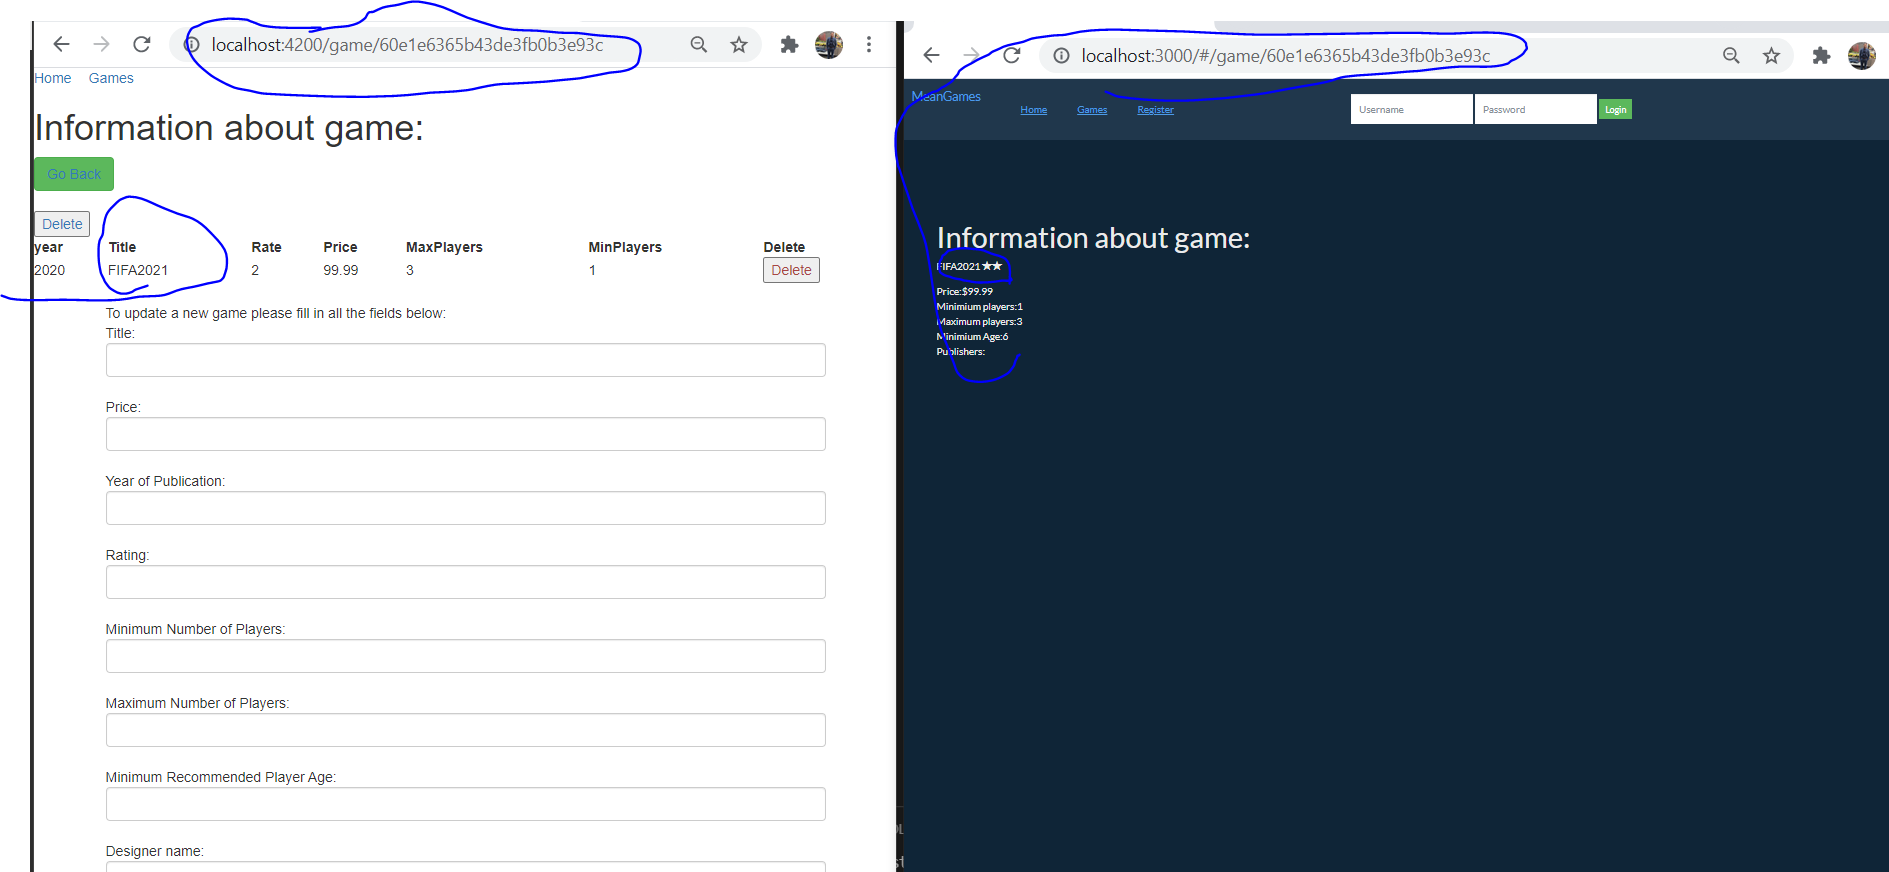 localhost:4200/game/60e1e6365b43de3fb0b3e93c
Home Games
Information about game:
Go Back
Delete
year Title Rate Price MaxPlayers MinPlayers Delete
2020 FIFA2021 2 99.99 3 1 Delete
To update a new game please fill in all the fields below:
Title:
Price:
Year of Publication:
Rating:
Minimum Number of Players:
Maximum Number of Players:
Minimum Recommended Player Age:
Designer name:
localhost:3000/#/game/60e1e6365b43de3fb0b3e93c
MeanGames
Home Games Register Username Password Login
Information about game:
FIFA2021 ★★
Price:$99.99
Minimium players:1
Maximum players:3
Minimium Age:6
Publishers: